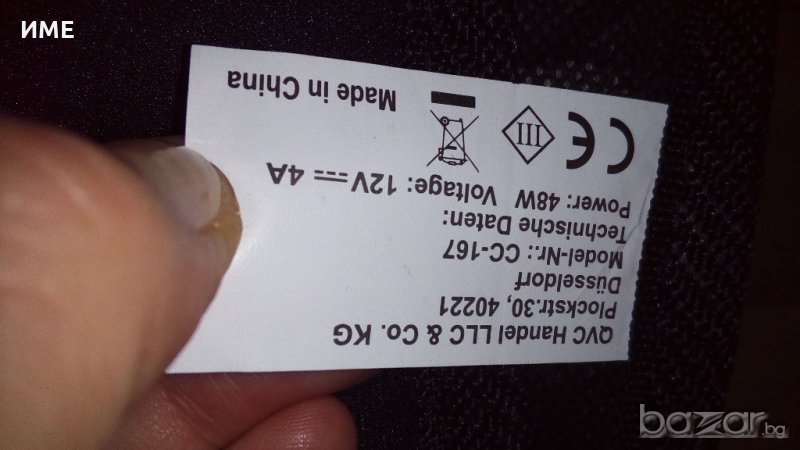 ИМЕ
QVC Handel LLC & Co. KG
Plockstr.30, 40221
Düsseldorf
Model-Nr.: CC-167
Technische Daten:
Power: 48W Voltage: 12V⎓ 4A
CE III
Made in China
bazar.bg